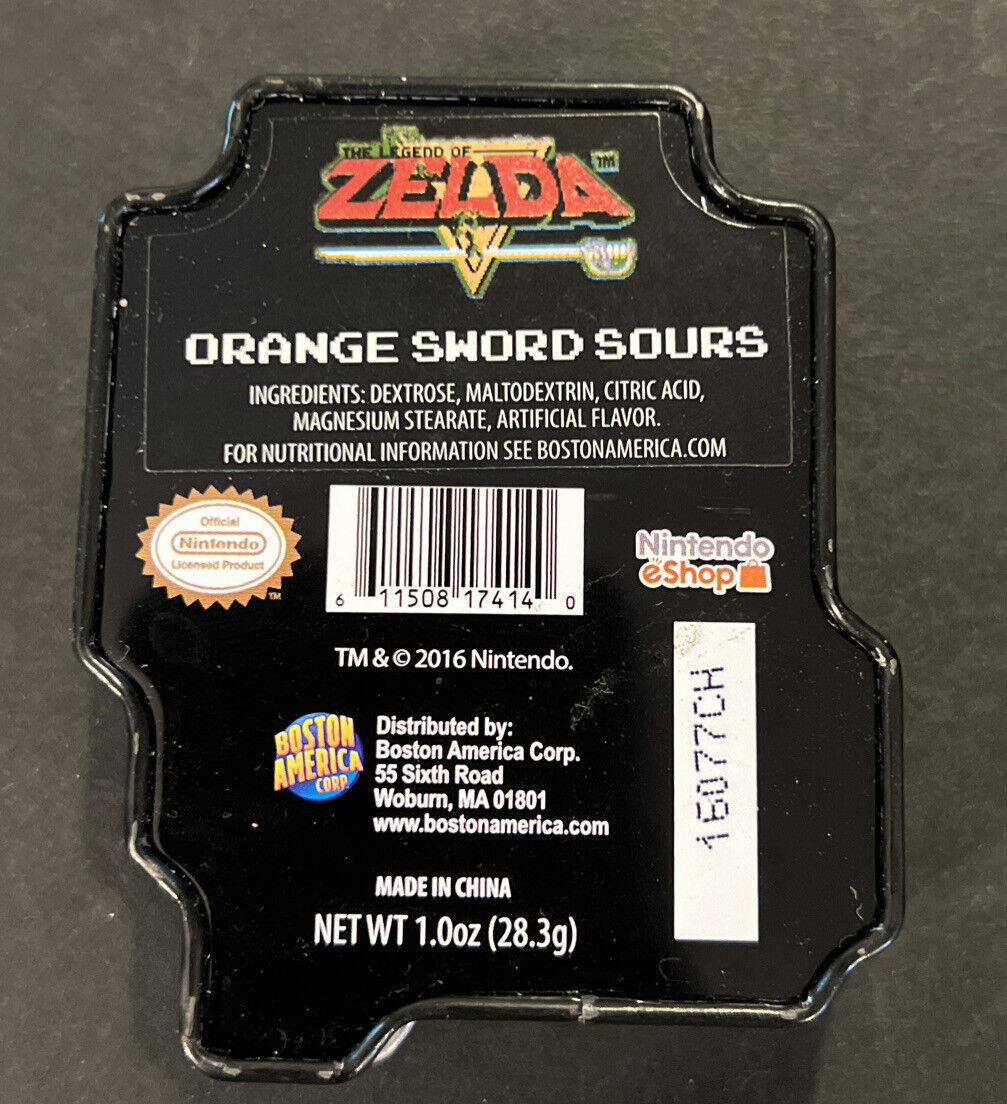 THE LEGEND OF
ZELDA™
ORANGE SWORD SOURS
INGREDIENTS: DEXTROSE, MALTODEXTRIN, CITRIC ACID,
MAGNESIUM STEARATE, ARTIFICIAL FLAVOR.
FOR NUTRITIONAL INFORMATION SEE BOSTONAMERICA.COM
Official
Nintendo
Licensed Product
TM
6 11508 17414 0
Nintendo
eShop
TM & © 2016 Nintendo.
BOSTON
AMERICA
CORP.
Distributed by:
Boston America Corp.
55 Sixth Road
Woburn, MA 01801
www.bostonamerica.com
16077CH
MADE IN CHINA
NET WT 1.0oz (28.3g)